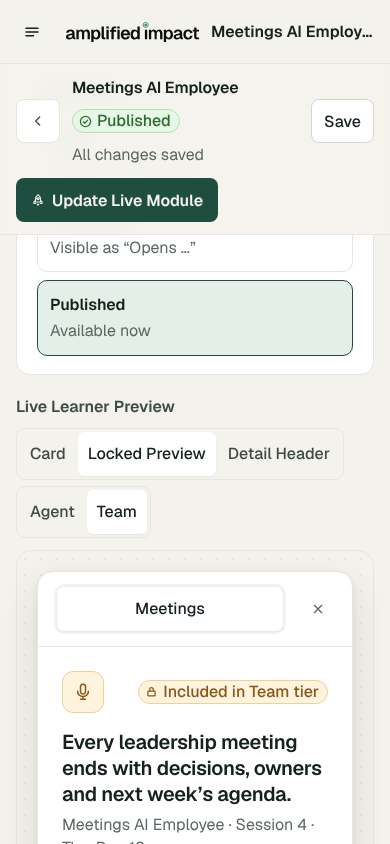 amplified impact
Meetings AI Employ...
Meetings AI Employee
Published
All changes saved
Save
Update Live Module
Visible as “Opens ...”
Published
Available now
Live Learner Preview
Card
Locked Preview
Detail Header
Agent
Team
Meetings
Included in Team tier
Every leadership meeting
ends with decisions, owners
and next week’s agenda.
Meetings AI Employee · Session 4 ·